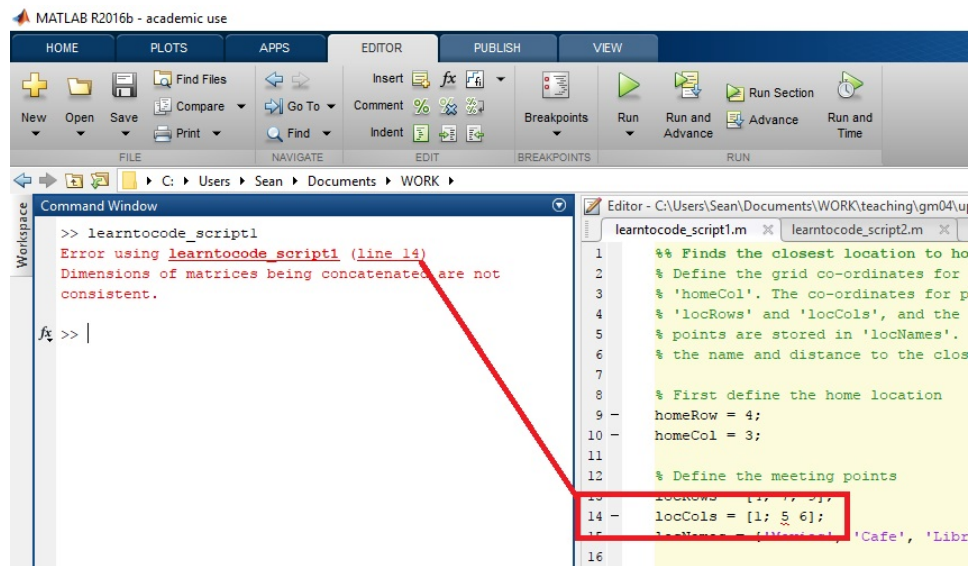 MATLAB R2016b - academic use
HOME PLOTS APPS EDITOR PUBLISH VIEW
New Open Save Find Files Compare Print
Go To Find
Insert fx
Comment
Indent
Breakpoints
Run Run and Advance Run Section Advance Run and Time
FILE NAVIGATE EDIT BREAKPOINTS RUN
C: Users Sean Documents WORK
Workspace
Command Window
>> learntocode_script1
Error using learntocode_script1 (line 14)
Dimensions of matrices being concatenated are not
consistent.
fx >>
Editor - C:\Users\Sean\Documents\WORK\teaching\gm04\up
learntocode_script1.m learntocode_script2.m
1 %% Finds the closest location to ho
2 % Define the grid co-ordinates for
3 % 'homeCol'. The co-ordinates for p
4 % 'locRows' and 'locCols', and the
5 % points are stored in 'locNames'.
6 % the name and distance to the clos
7
8 % First define the home location
9 - homeRow = 4;
10 - homeCol = 3;
11
12 % Define the meeting points
13
14 - locCols = [1; 5 6];
15 'Cafe', 'Libr
16